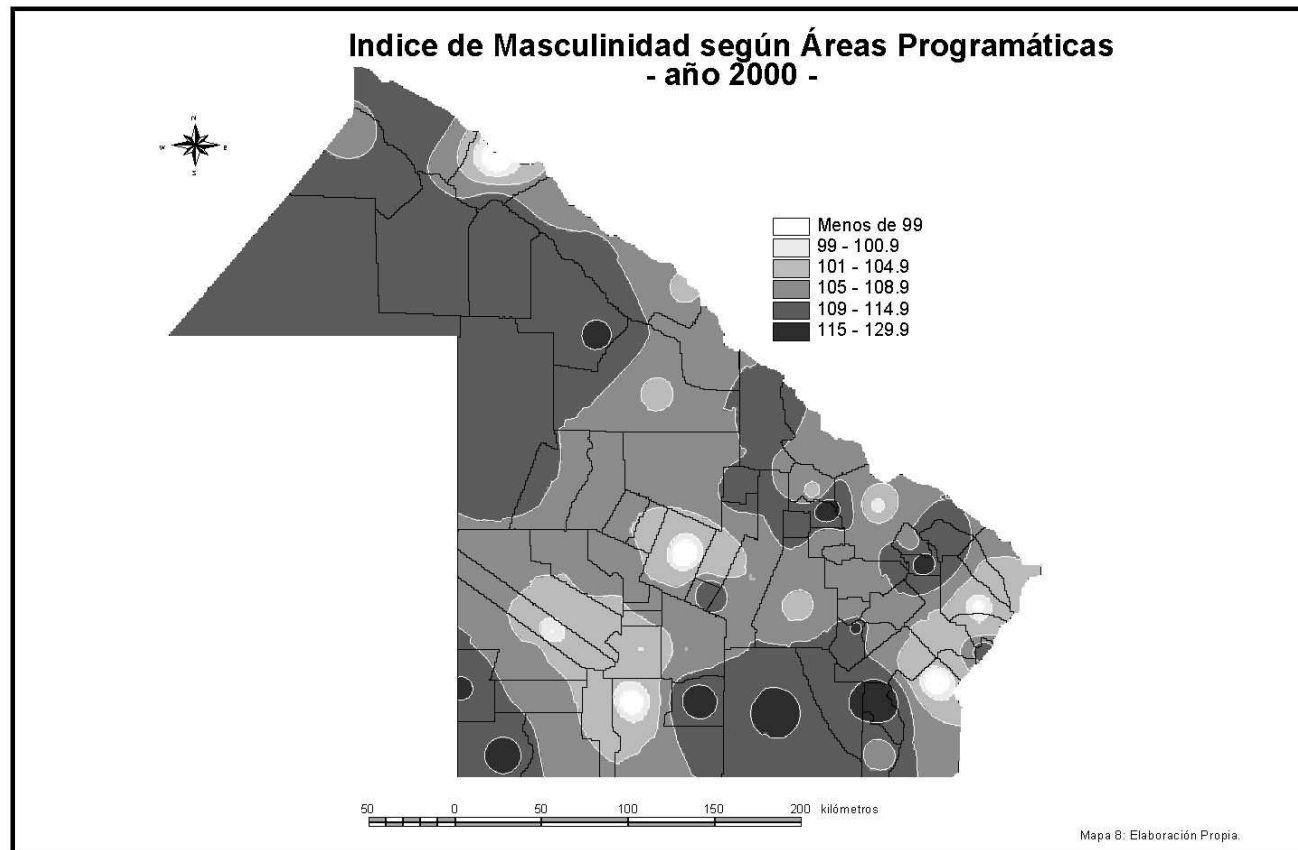 Indice de Masculinidad según Áreas Programáticas
- año 2000 -
N
W E
S
Menos de 99
99 - 100.9
101 - 104.9
105 - 108.9
109 - 114.9
115 - 129.9
50 0 50 100 150 200 kilómetros
Mapa 8: Elaboración Propia.